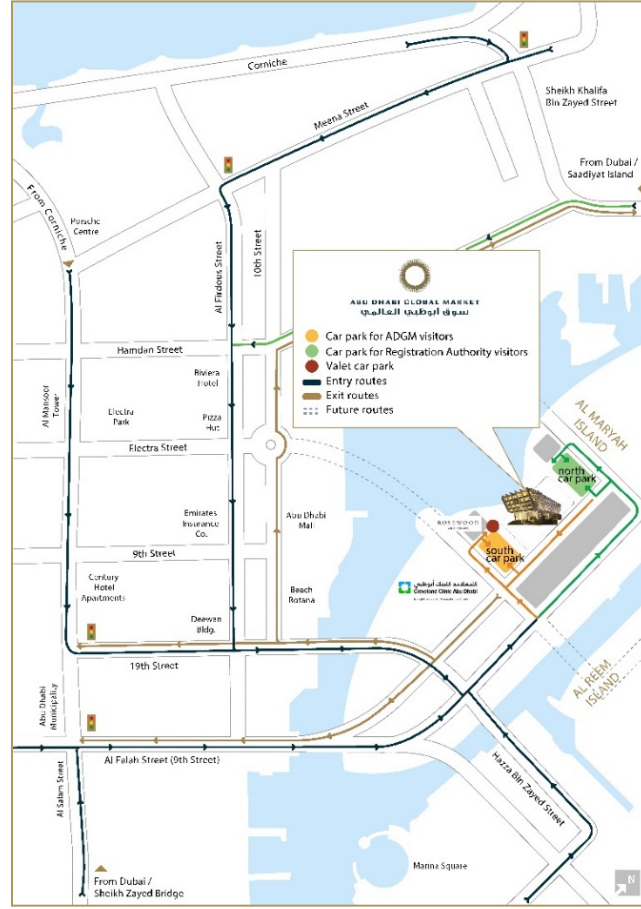 Corniche
Meena Street
Sheikh Khalifa
Bin Zayed Street
From Dubai /
Saadiyat Island
From Corniche
Porsche
Centre
Al Firdous Street
10th Street
ABU DHABI GLOBAL MARKET
سوق أبوظبي العالمي
Car park for ADGM visitors
Car park for Registration Authority visitors
Valet car park
Entry routes
Exit routes
Future routes
Hamdan Street
Riviera
Hotel
Al Mansoor
Tower
Electra
Park
Pizza
Hut
Electra Street
AL MARYAH
ISLAND
north
car park
Emirates
Insurance
Co.
Abu Dhabi
Mall
ROSEWOOD
south
car park
9th Street
كليفلاند كلينك أبوظبي
Cleveland Clinic Abu Dhabi
Century
Hotel
Apartments
Beach
Rotana
Deewan
Bldg.
19th Street
AL REEM
ISLAND
Abu Dhabi
Municipality
Al Falah Street (9th Street)
Al Salam Street
Hazza Bin Zayed Street
Marina Square
From Dubai /
Sheikh Zayed Bridge
N